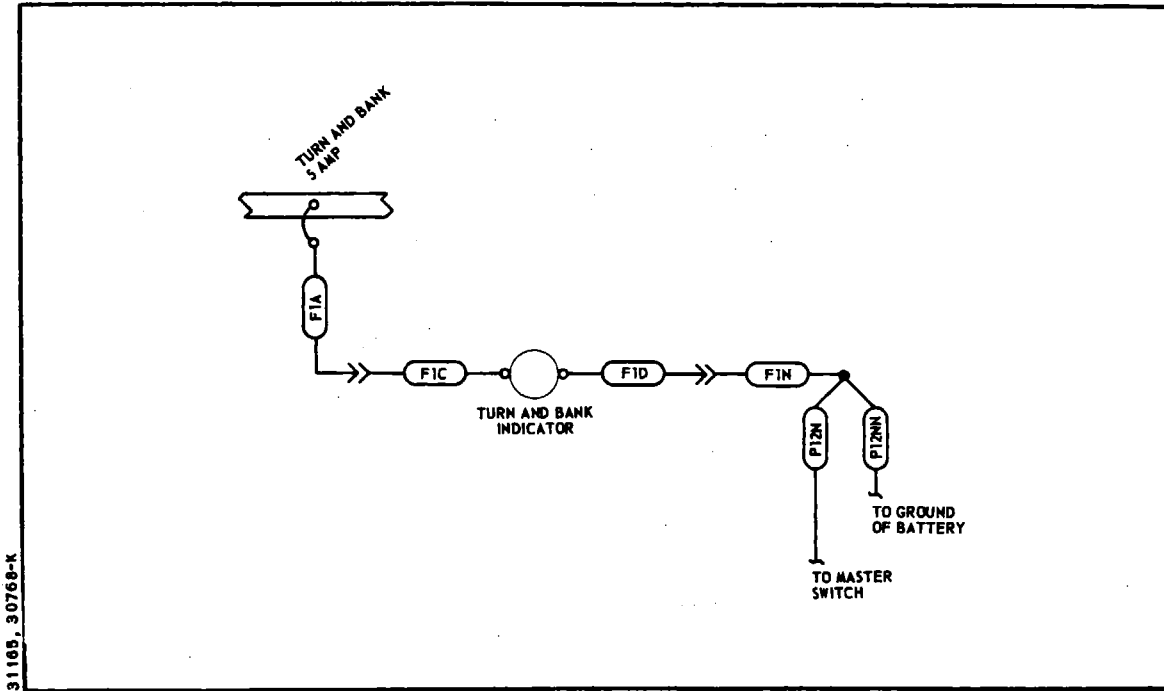 TURN AND BANK
5 AMP
F1A
F1C
F1D
F1N
TURN AND BANK
INDICATOR
P12N
P12NN
TO GROUND
OF BATTERY
TO MASTER
SWITCH
31165, 30768-K